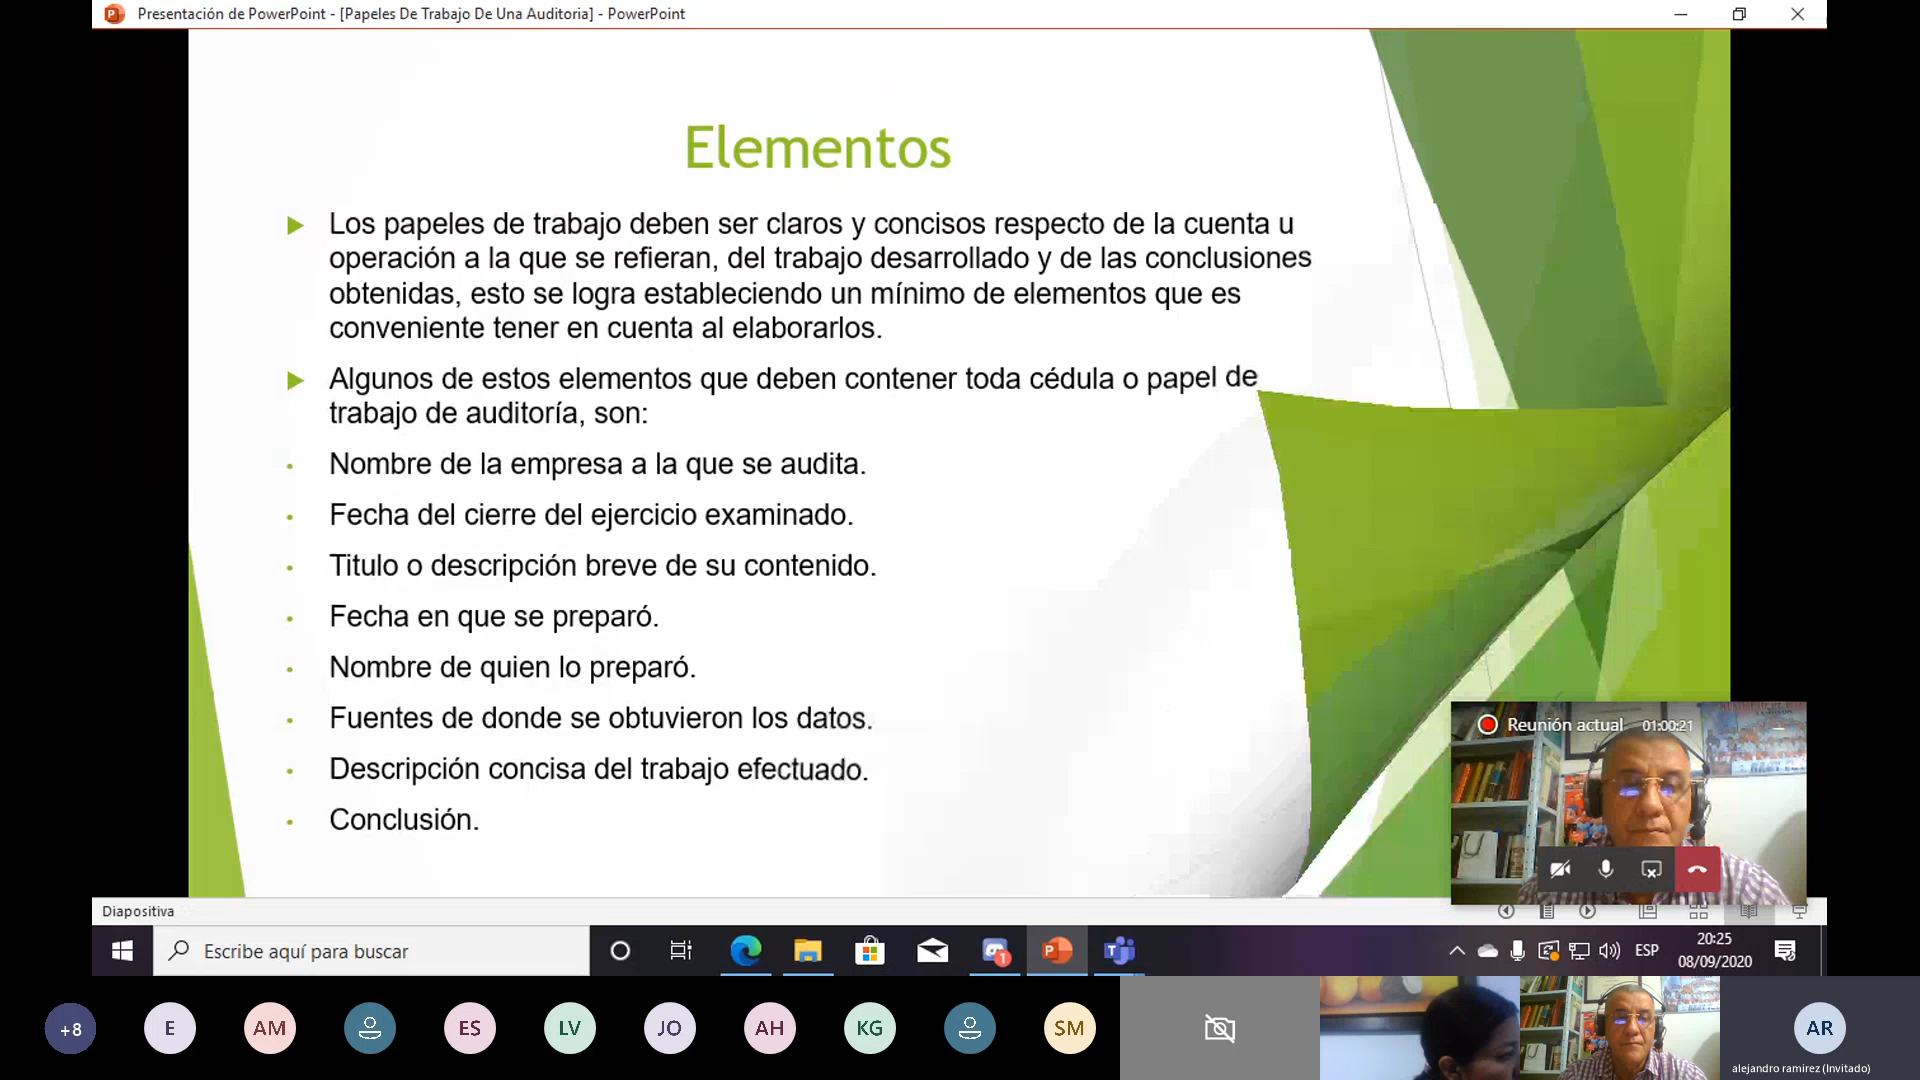 Presentación de PowerPoint - [Papeles De Trabajo De Una Auditoria] - PowerPoint
Elementos
Los papeles de trabajo deben ser claros y concisos respecto de la cuenta u
operación a la que se refieran, del trabajo desarrollado y de las conclusiones
obtenidas, esto se logra estableciendo un mínimo de elementos que es
conveniente tener en cuenta al elaborarlos.
Algunos de estos elementos que deben contener toda cédula o papel de
trabajo de auditoría, son:
Nombre de la empresa a la que se audita.
Fecha del cierre del ejercicio examinado.
Titulo o descripción breve de su contenido.
Fecha en que se preparó.
Nombre de quien lo preparó.
Fuentes de donde se obtuvieron los datos.
Descripción concisa del trabajo efectuado.
Conclusión.
Reunión actual 01:00:21
Diapositiva
Escribe aquí para buscar
1
ESP
20:25
08/09/2020
+8
E
AM
ES
LV
JO
AH
KG
SM
AR
alejandro ramirez (Invitado)